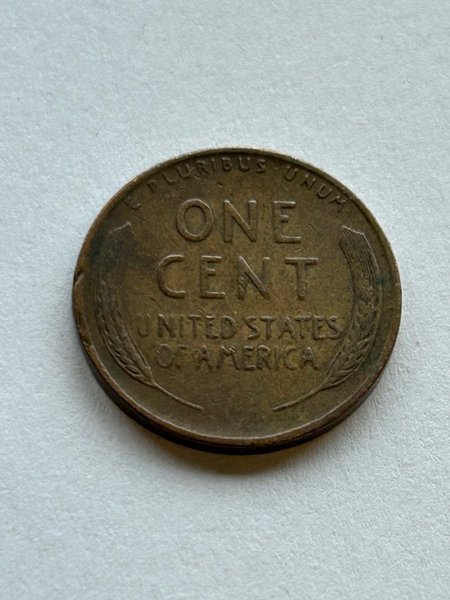 E PLURIBUS UNUM
ONE
CENT
UNITED STATES
OF AMERICA